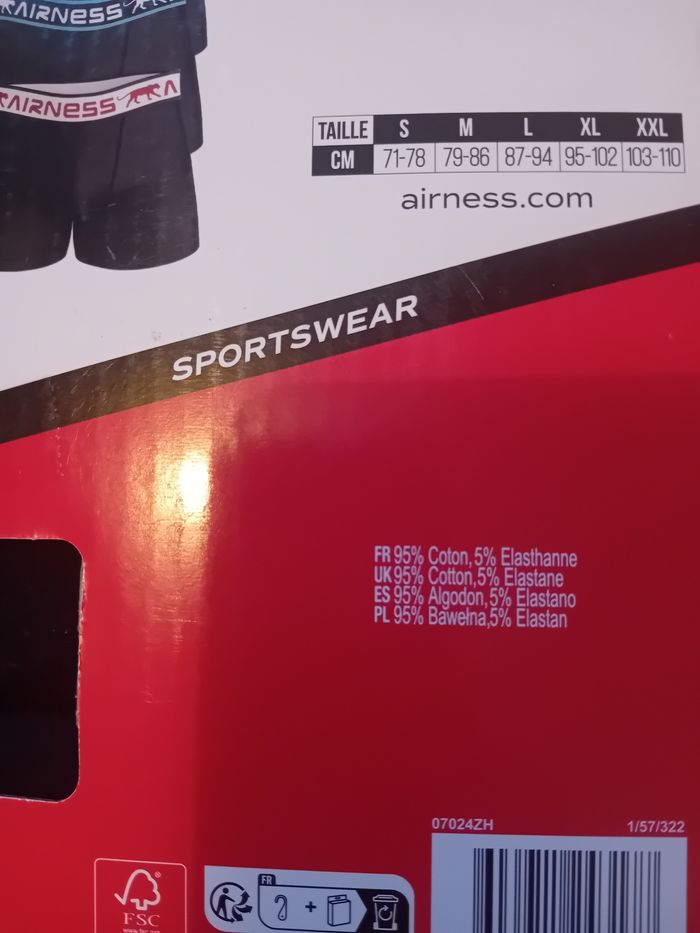 AIRNESS
AIRNESS
TAILLE S M L XL XXL
CM 71-78 79-86 87-94 95-102 103-110
airness.com
SPORTSWEAR
FR 95% Coton,5% Elasthanne
UK 95% Cotton,5% Elastane
ES 95% Algodon,5% Elastano
PL 95% Bawełna,5% Elastan
07024ZH 1/57/322
FR
+
FSC